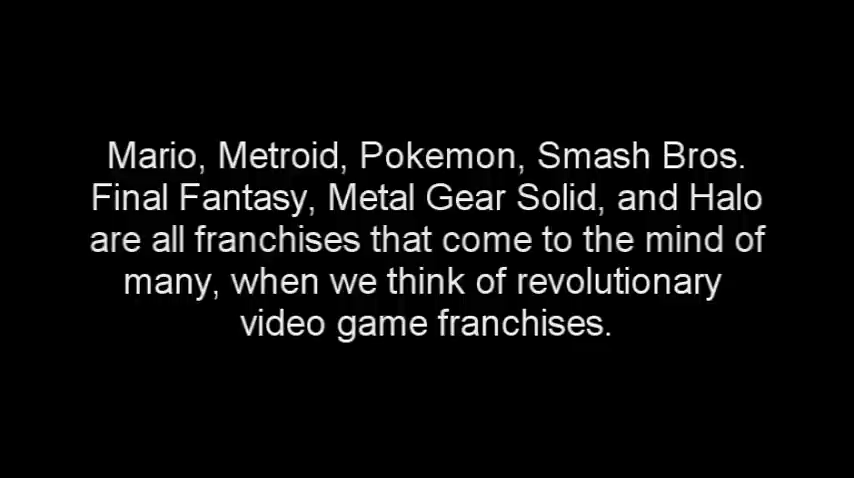 Mario, Metroid, Pokemon, Smash Bros.
Final Fantasy, Metal Gear Solid, and Halo
are all franchises that come to the mind of
many, when we think of revolutionary
video game franchises.